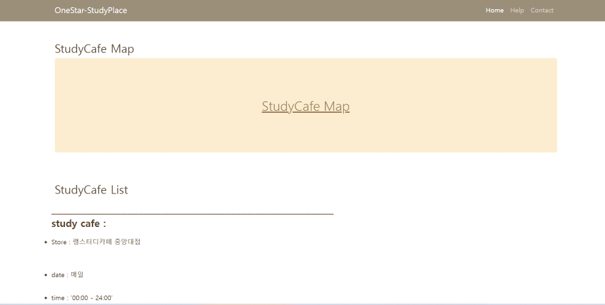 OneStar-StudyPlace
Home Help Contact
StudyCafe Map
StudyCafe Map
StudyCafe List
study cafe :
Store : 랭스터디카페 중앙대점
date : 매일
time : '00:00 ~ 24:00'